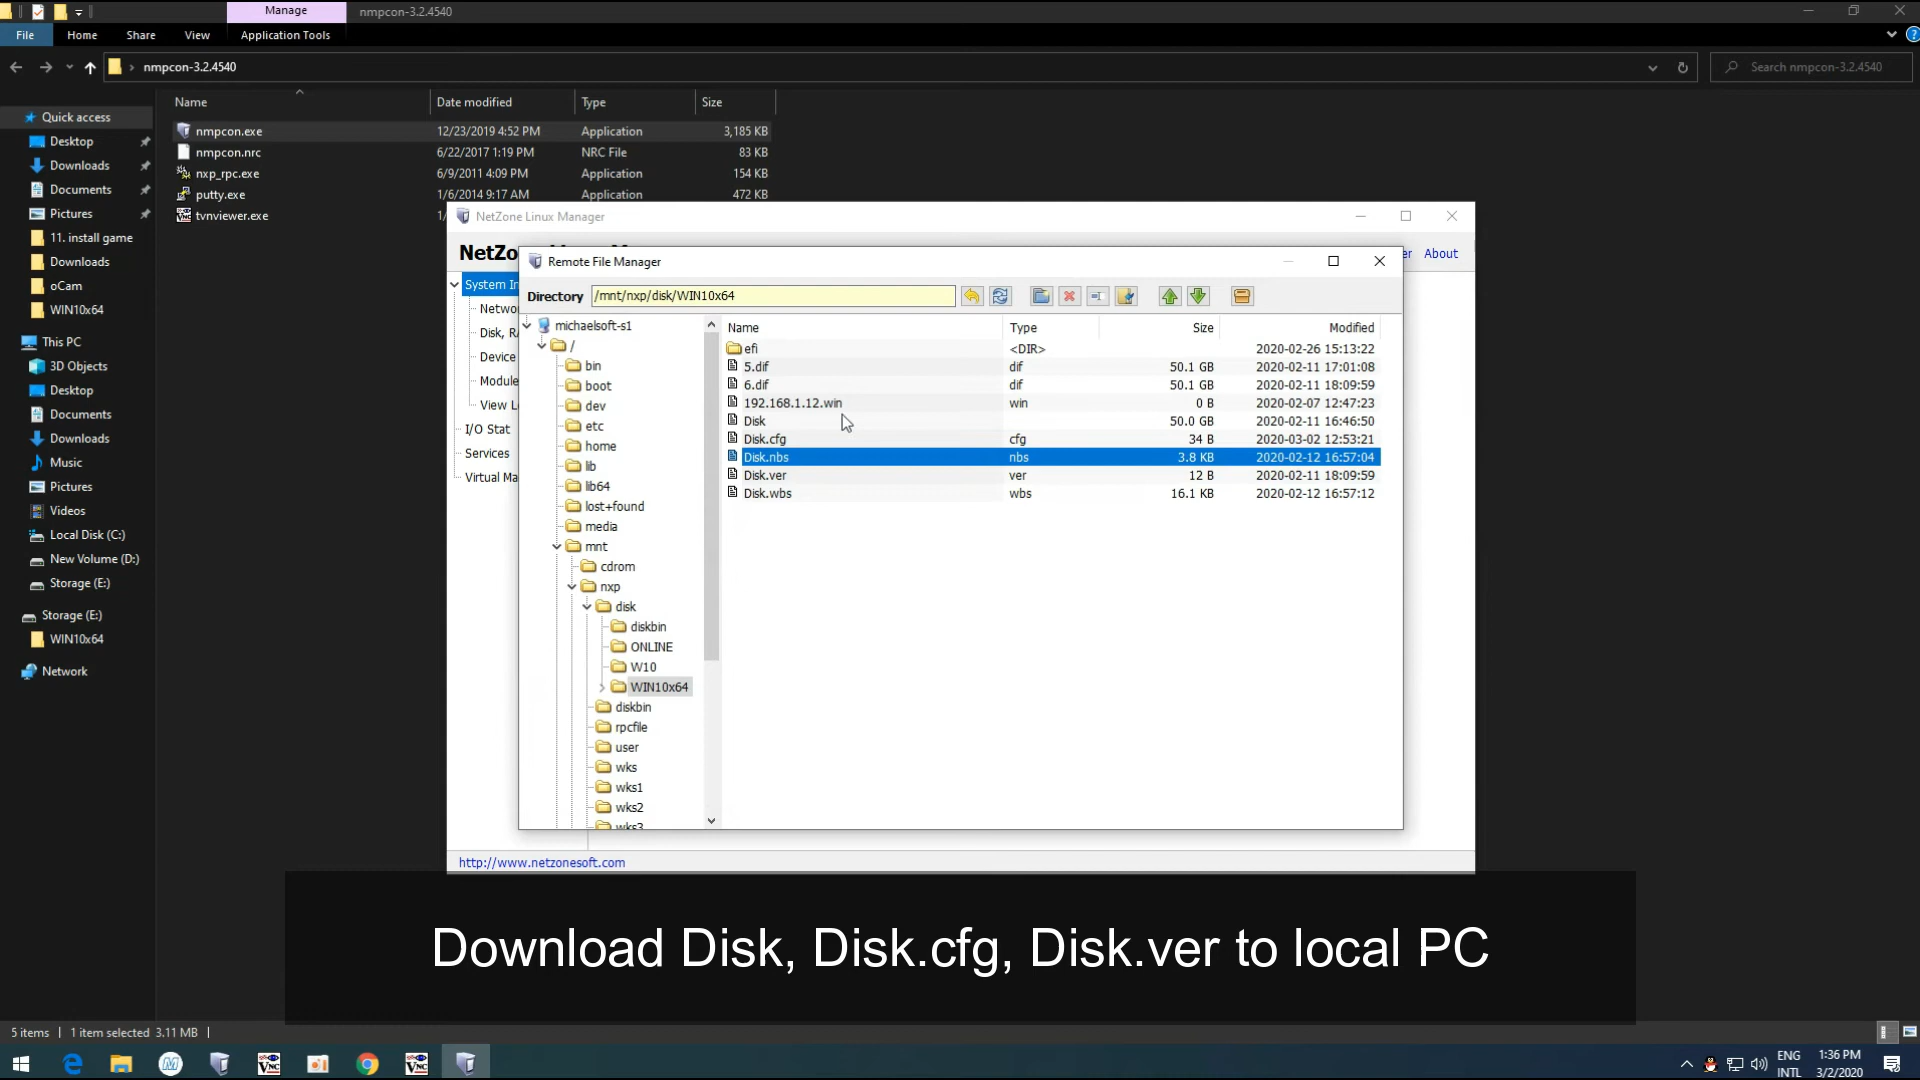 Manage
nmpcon-3.2.4540
File
Home
Share
View
Application Tools
nmpcon-3.2.4540
Search nmpcon-3.2.4540
Name
Date modified
Type
Size
nmpcon.exe 12/23/2019 4:52 PM Application 3,185 KB
nmpcon.nrc 6/22/2017 1:19 PM NRC File 83 KB
nxp_rpc.exe 6/9/2011 4:09 PM Application 154 KB
putty.exe 1/6/2014 9:17 AM Application 472 KB
tvnviewer.exe 1/
Quick access
Desktop
Downloads
Documents
Pictures
11. install game
Downloads
oCam
WIN10x64
This PC
3D Objects
Desktop
Documents
Downloads
Music
Pictures
Videos
Local Disk (C:)
New Volume (D:)
Storage (E:)
Storage (E:)
WIN10x64
Network
NetZone Linux Manager
NetZo
er
About
System In
Netwo
Disk, R
Device
Module
View L
I/O Stat
Services
Virtual Ma
Remote File Manager
Directory /mnt/nxp/disk/WIN10x64
michaelsoft-s1
/
bin
boot
dev
etc
home
lib
lib64
lost+found
media
mnt
cdrom
nxp
disk
diskbin
ONLINE
W10
WIN10x64
diskbin
rpcfile
user
wks
wks1
wks2
wks3
Name Type Size Modified
efi <DIR> 2020-02-26 15:13:22
5.dif dif 50.1 GB 2020-02-11 17:01:08
6.dif dif 50.1 GB 2020-02-11 18:09:59
192.168.1.12.win win 0 B 2020-02-07 12:47:23
Disk 50.0 GB 2020-02-11 16:46:50
Disk.cfg cfg 34 B 2020-03-02 12:53:21
Disk.nbs nbs 3.8 KB 2020-02-12 16:57:04
Disk.ver ver 12 B 2020-02-11 18:09:59
Disk.wbs wbs 16.1 KB 2020-02-12 16:57:12
http://www.netzonesoft.com
Download Disk, Disk.cfg, Disk.ver to local PC
5 items 1 item selected 3.11 MB
ENG
INTL
1:36 PM
3/2/2020